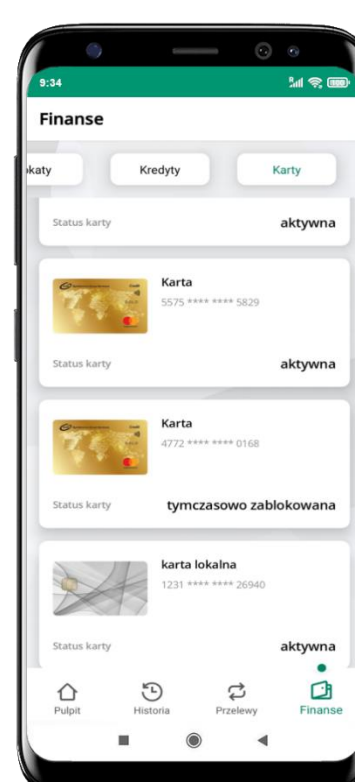 9:34
Finanse
katy Kredyty Karty
Status karty aktywna
Karta
5575 **** **** 5829
Status karty aktywna
Karta
4772 **** **** 0168
Status karty tymczasowo zablokowana
karta lokalna
1231 **** **** 26940
Status karty aktywna
Pulpit Historia Przelewy Finanse